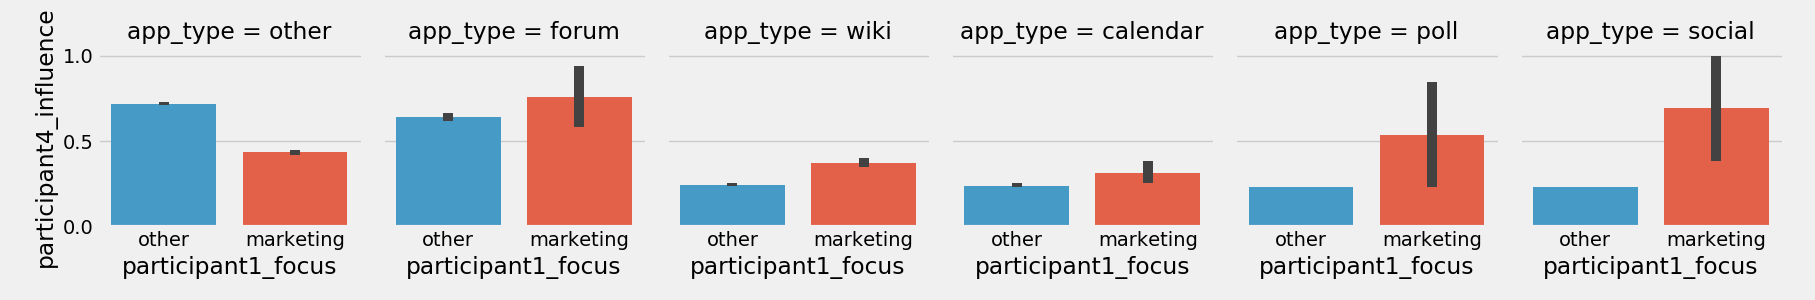 app_type = other app_type = forum app_type = wiki app_type = calendar app_type = poll app_type = social
participant4_influence
1.0
0.5
0.0
other marketing other marketing other marketing other marketing other marketing other marketing
participant1_focus participant1_focus participant1_focus participant1_focus participant1_focus participant1_focus